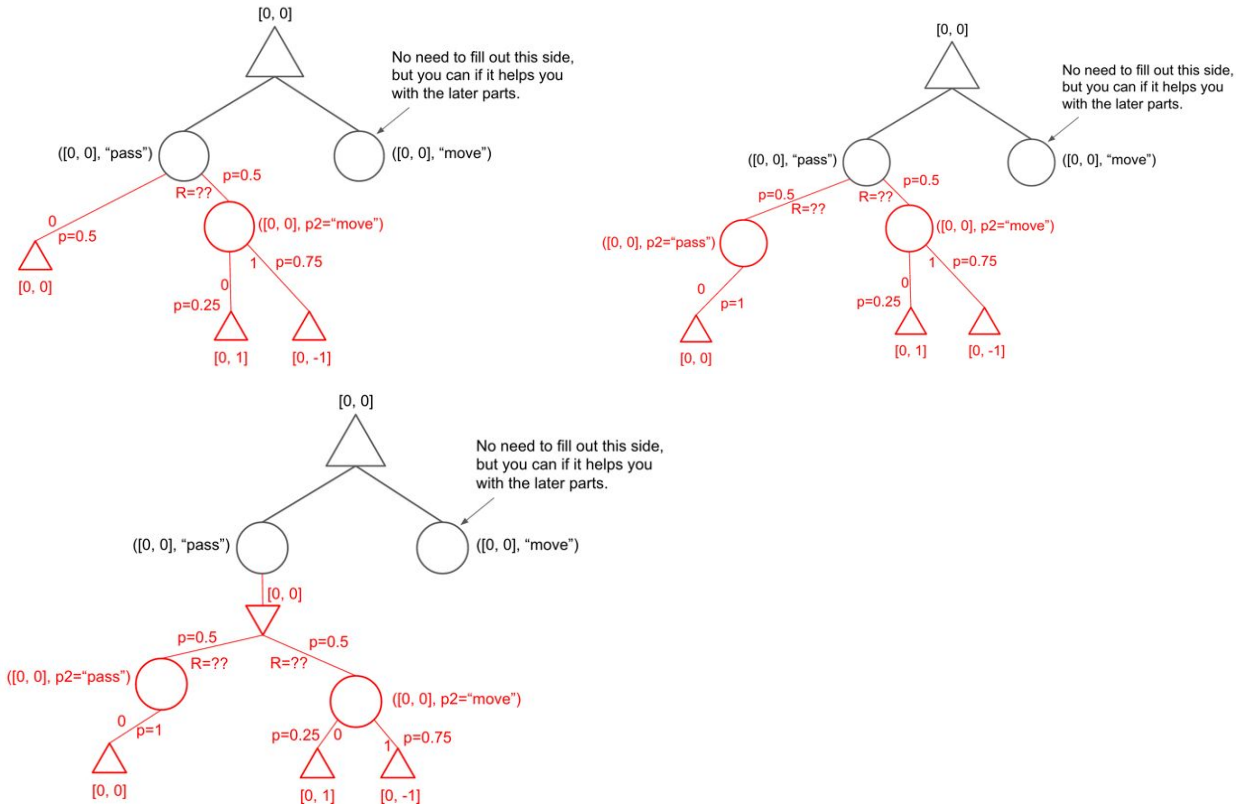 [0, 0]
No need to fill out this side,
but you can if it helps you
with the later parts.
([0, 0], “pass”)
([0, 0], “move”)
p=0.5
R=??
0
p=0.5
([0, 0], p2=“move”)
[0, 0]
0
1
p=0.75
p=0.25
[0, 1]
[0, -1]
[0, 0]
No need to fill out this side,
but you can if it helps you
with the later parts.
([0, 0], “pass”)
([0, 0], “move”)
p=0.5
R=??
p=0.5
R=??
([0, 0], p2=“pass”)
([0, 0], p2=“move”)
0
p=1
0
1
p=0.75
p=0.25
[0, 0]
[0, 1]
[0, -1]
[0, 0]
No need to fill out this side,
but you can if it helps you
with the later parts.
([0, 0], “pass”)
([0, 0], “move”)
[0, 0]
p=0.5
p=0.5
R=??
R=??
([0, 0], p2=“pass”)
([0, 0], p2=“move”)
0
p=1
p=0.25
0
1
p=0.75
[0, 0]
[0, 1]
[0, -1]